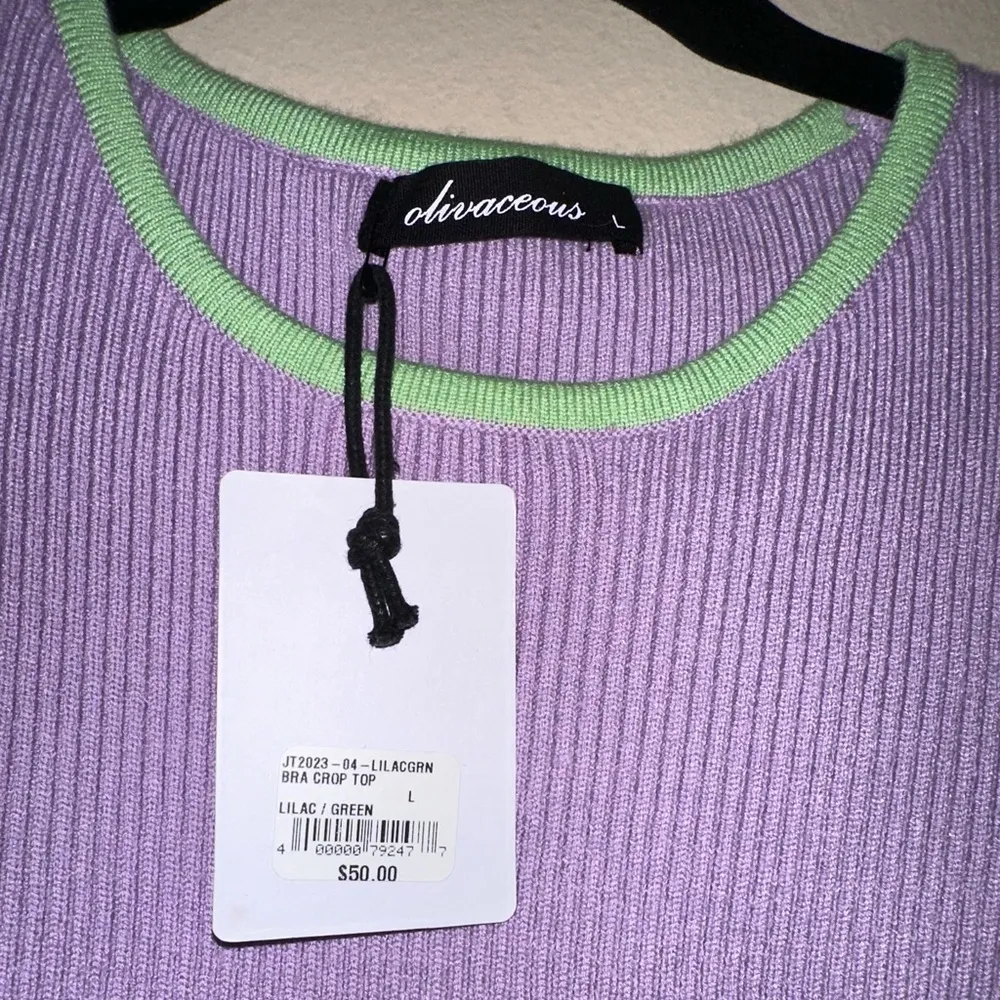 olivaceous L
JT2023-04-LILACGRN
BRA CROP TOP
L
LILAC / GREEN
4 00000 79247 7
$50.00